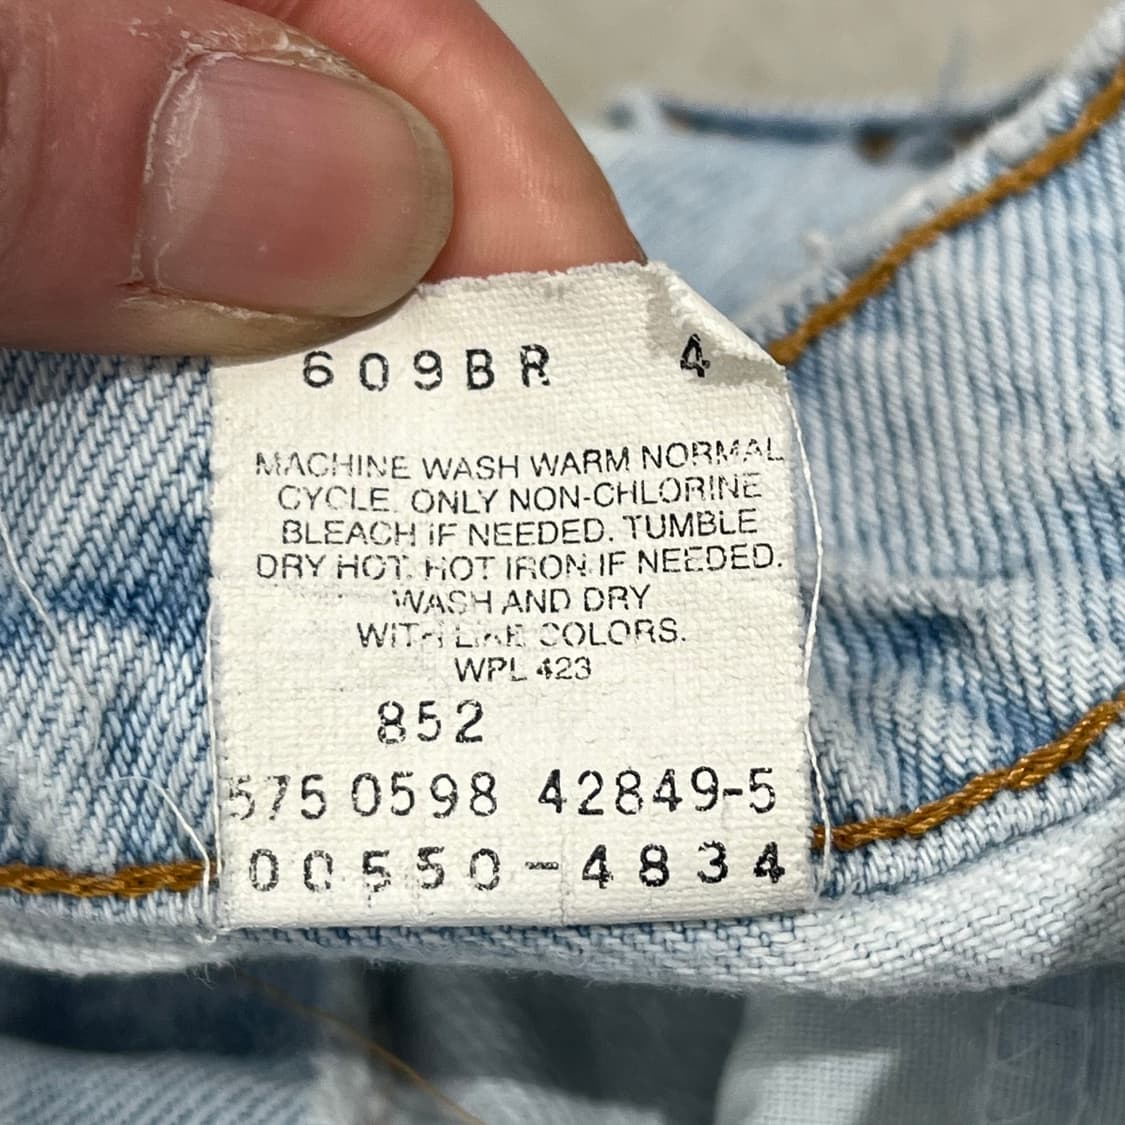 609BR 4
MACHINE WASH WARM NORMAL
CYCLE. ONLY NON-CHLORINE
BLEACH IF NEEDED. TUMBLE
DRY HOT. HOT IRON IF NEEDED.
WASH AND DRY
WITH LIKE COLORS.
WPL 423
852
575 0598 42849-5
00550-4834